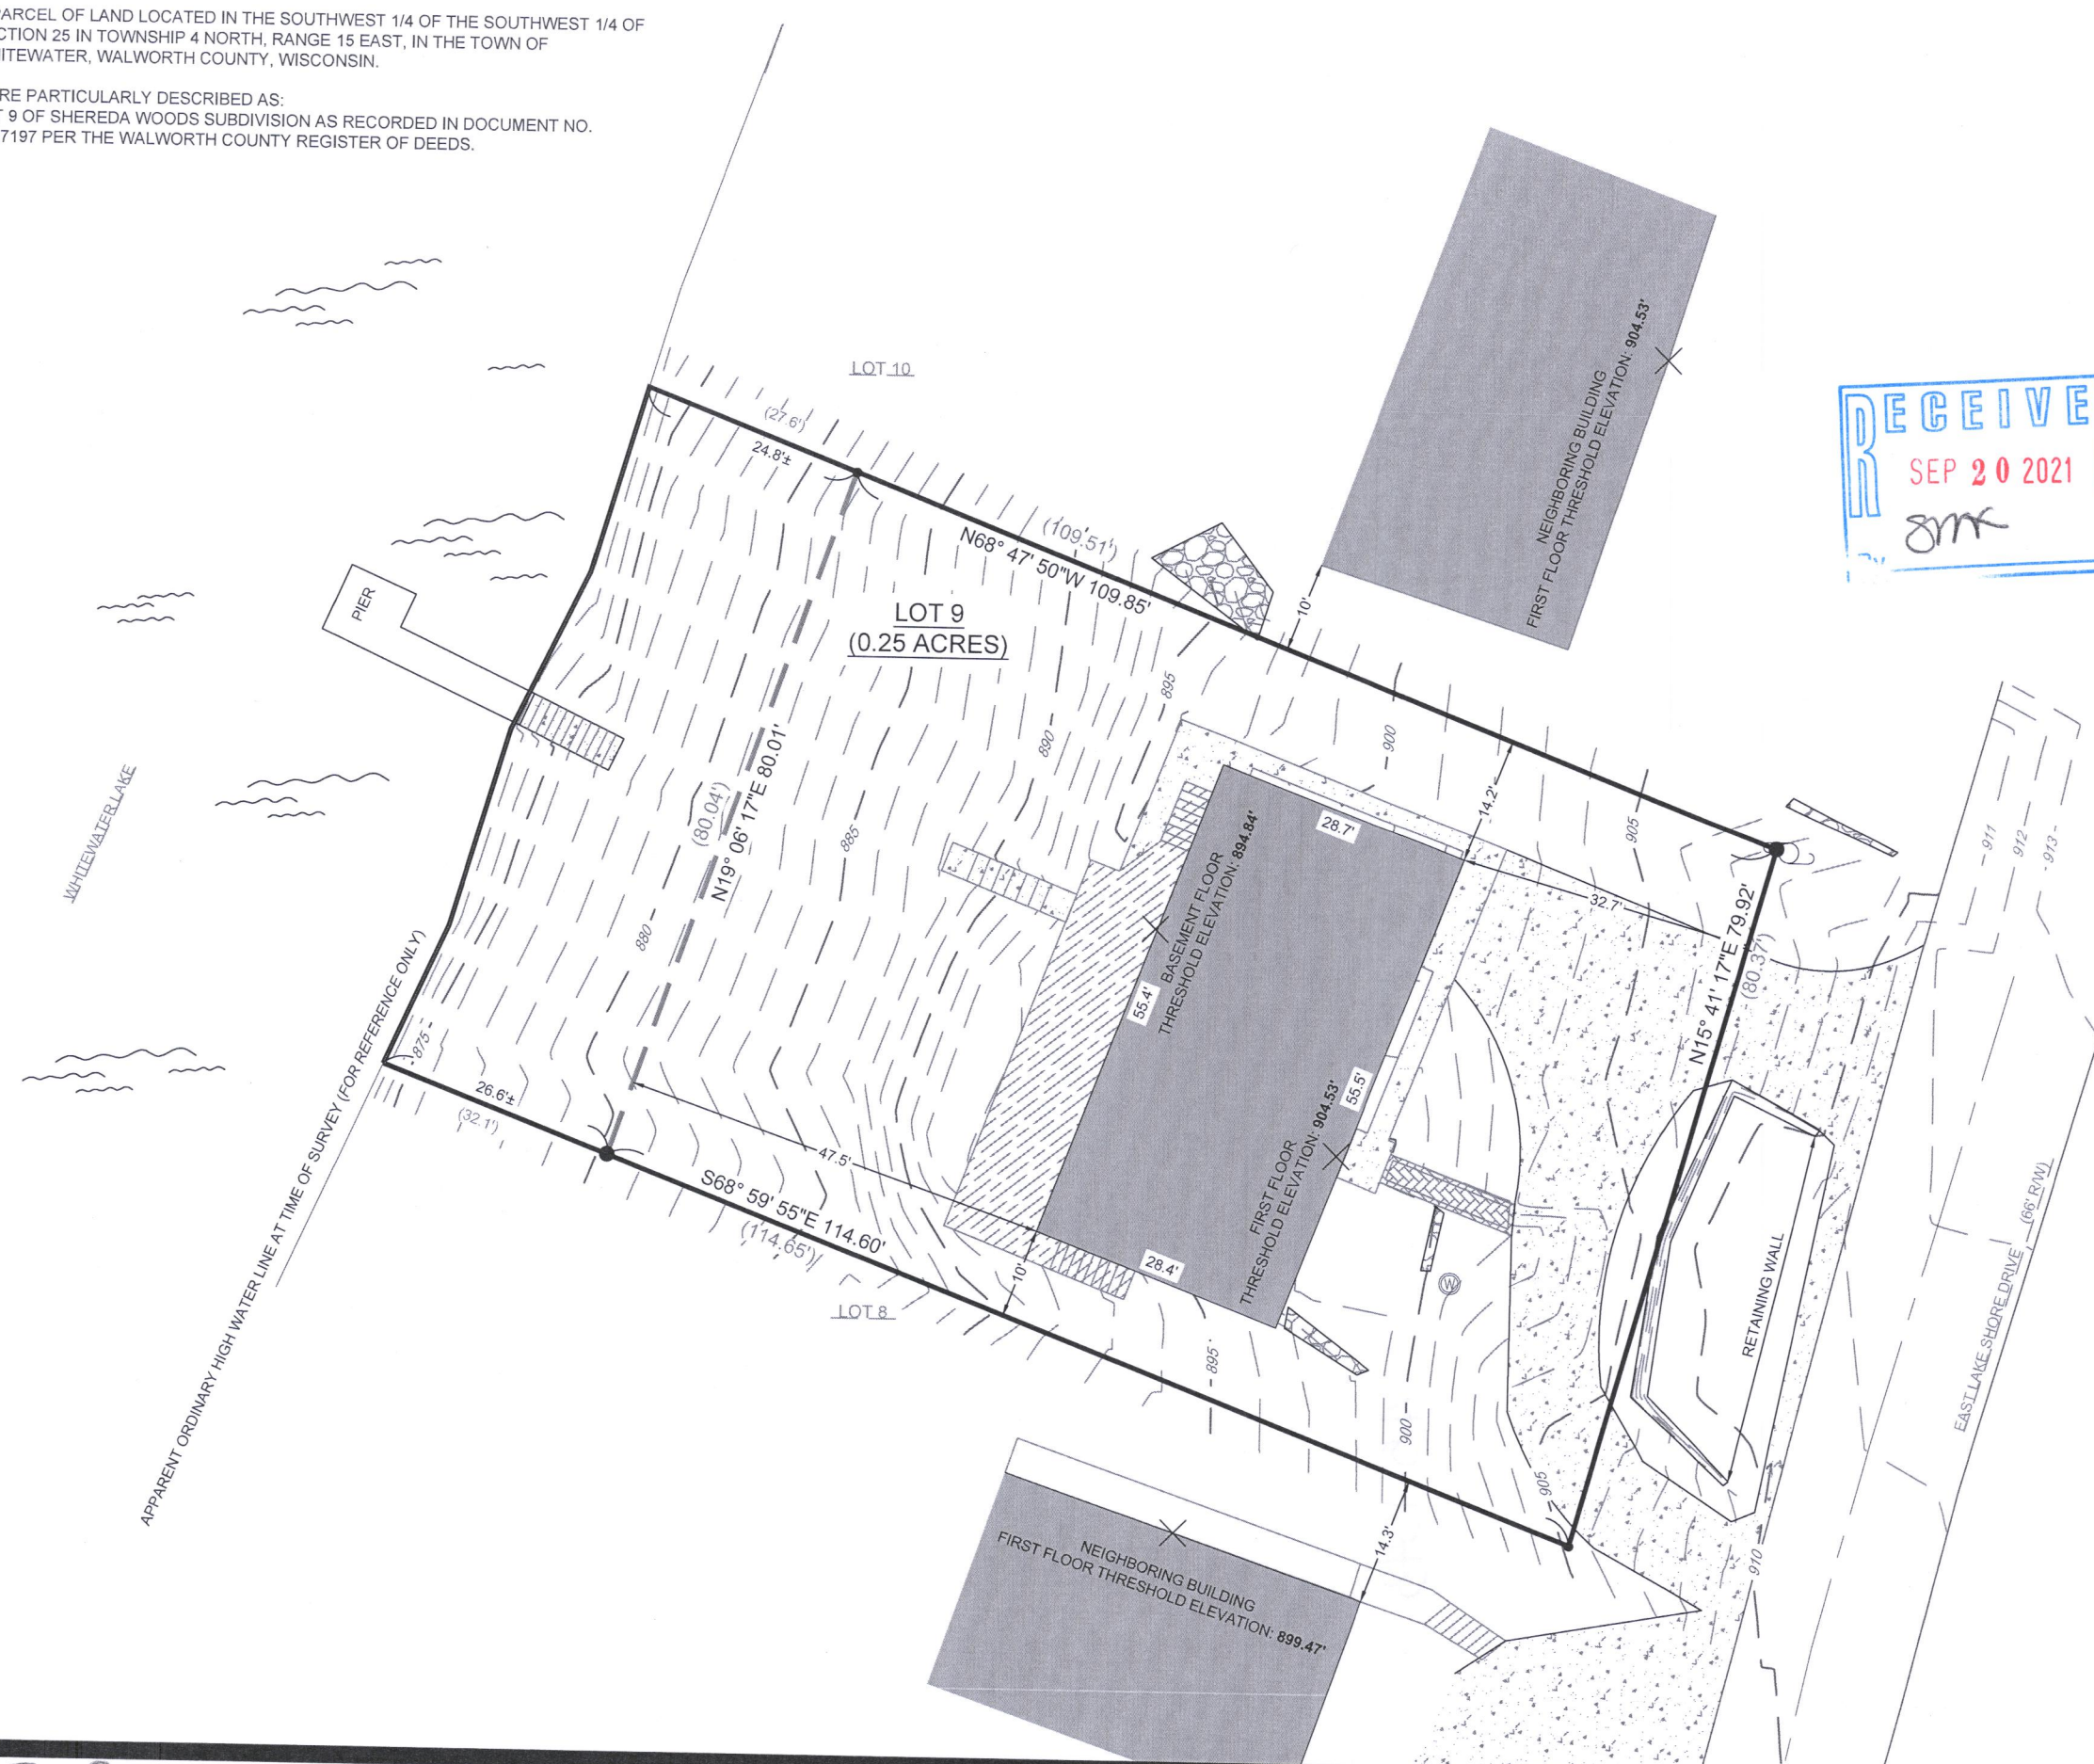 PARCEL OF LAND LOCATED IN THE SOUTHWEST 1/4 OF THE SOUTHWEST 1/4 OF
CTION 25 IN TOWNSHIP 4 NORTH, RANGE 15 EAST, IN THE TOWN OF
ITEWATER, WALWORTH COUNTY, WISCONSIN.
RE PARTICULARLY DESCRIBED AS:
T 9 OF SHEREDA WOODS SUBDIVISION AS RECORDED IN DOCUMENT NO.
7197 PER THE WALWORTH COUNTY REGISTER OF DEEDS.
LOT 10
(27.6')
24.8'±
(109.51')
N68° 47' 50"W 109.85'
LOT 9
(0.25 ACRES)
10'
NEIGHBORING BUILDING
FIRST FLOOR THRESHOLD ELEVATION: 904.53'
RECEIVE
SEP 20 2021
smk
PIER
WHITEWATER LAKE
895
890
900
905
885
880
875
(80.04')
N19° 06' 17"E 80.01'
28.7'
14.2'
32.7'
BASEMENT FLOOR
THRESHOLD ELEVATION: 894.84'
55.4'
55.5'
FIRST FLOOR
THRESHOLD ELEVATION: 904.53'
28.4'
N15° 41' 17"E 79.92'
(80.37')
911
912
913
APPARENT ORDINARY HIGH WATER LINE AT TIME OF SURVEY (FOR REFERENCE ONLY)
26.6'±
(32.1')
47.5'
S68° 59' 55"E 114.60'
(114.65')
10'
LOT 8
W
RETAINING WALL
EAST LAKE SHORE DRIVE (66' R/W)
895
900
905
910
14.3'
NEIGHBORING BUILDING
FIRST FLOOR THRESHOLD ELEVATION: 899.47'